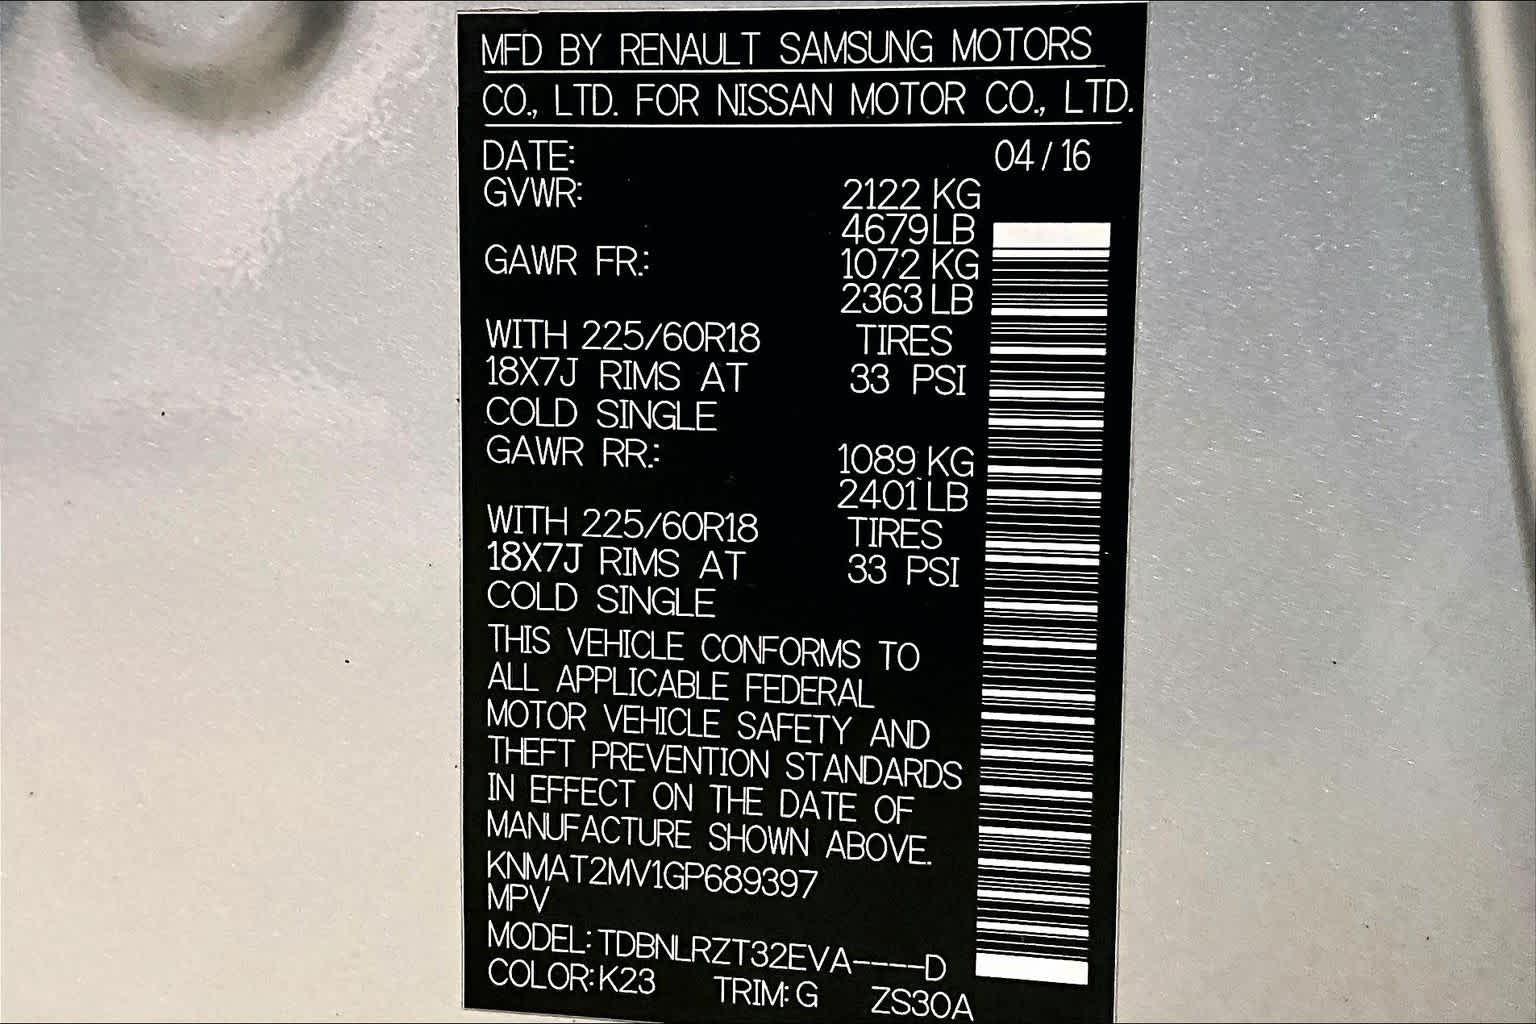 MFD BY RENAULT SAMSUNG MOTORS
CO., LTD. FOR NISSAN MOTOR CO., LTD.
DATE: 04 / 16
GVWR: 2122 KG
4679 LB
GAWR FR.: 1072 KG
2363 LB
WITH 225/60R18 TIRES
18X7J RIMS AT 33 PSI
COLD SINGLE
GAWR RR.: 1089 KG
2401 LB
WITH 225/60R18 TIRES
18X7J RIMS AT 33 PSI
COLD SINGLE
THIS VEHICLE CONFORMS TO
ALL APPLICABLE FEDERAL
MOTOR VEHICLE SAFETY AND
THEFT PREVENTION STANDARDS
IN EFFECT ON THE DATE OF
MANUFACTURE SHOWN ABOVE.
KNMAT2MV1GP689397
MPV
MODEL: TDBNLRZT32EVA----D
COLOR: K23 TRIM: G ZS30A